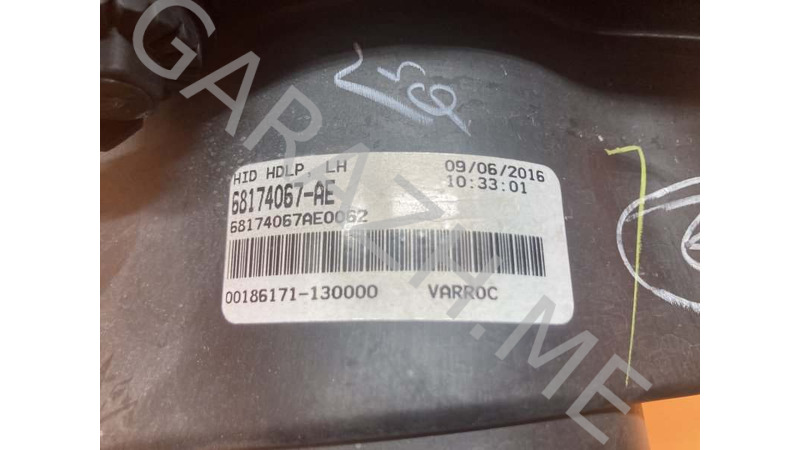 HID HDLP, LH 09/06/2016
68174067-AE 10:33:01
68174067AE0062
00186171-130000 VARROC
GARAZH.ME